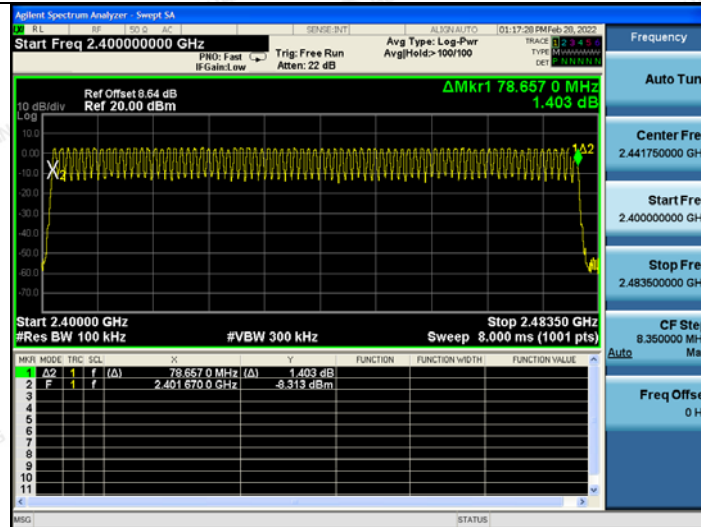 Agilent Spectrum Analyzer - Swept SA
RL RF 50 Ω AC SENSE:INT ALIGN AUTO 01:17:28 PM Feb 28, 2022
Start Freq 2.400000000 GHz
PNO: Fast
IFGain:Low
Trig: Free Run
Atten: 22 dB
Avg Type: Log-Pwr
Avg|Hold:>100/100
TRACE 1 2 3 4 5 6
TYPE M
DET P N N N N N
Ref Offset 8.64 dB
10 dB/div Ref 20.00 dBm
ΔMkr1 78.657 0 MHz
1.403 dB
Log
10.0
0.00
-10.0
-20.0
-30.0
-40.0
-50.0
-60.0
-70.0
2
1Δ2
Start 2.40000 GHz Stop 2.48350 GHz
#Res BW 100 kHz #VBW 300 kHz Sweep 8.000 ms (1001 pts)
MKR MODE TRC SCL X Y FUNCTION FUNCTION WIDTH FUNCTION VALUE
1 Δ2 1 f (Δ) 78.657 0 MHz (Δ) 1.403 dB
2 F 1 f 2.401 670 0 GHz -8.313 dBm
3
4
5
6
7
8
9
10
11
MSG STATUS
Frequency
Auto Tun
Center Fre
2.441750000 GH
Start Fre
2.400000000 GH
Stop Fre
2.483500000 GH
CF Ste
8.350000 MH
Auto Ma
Freq Offse
0 H